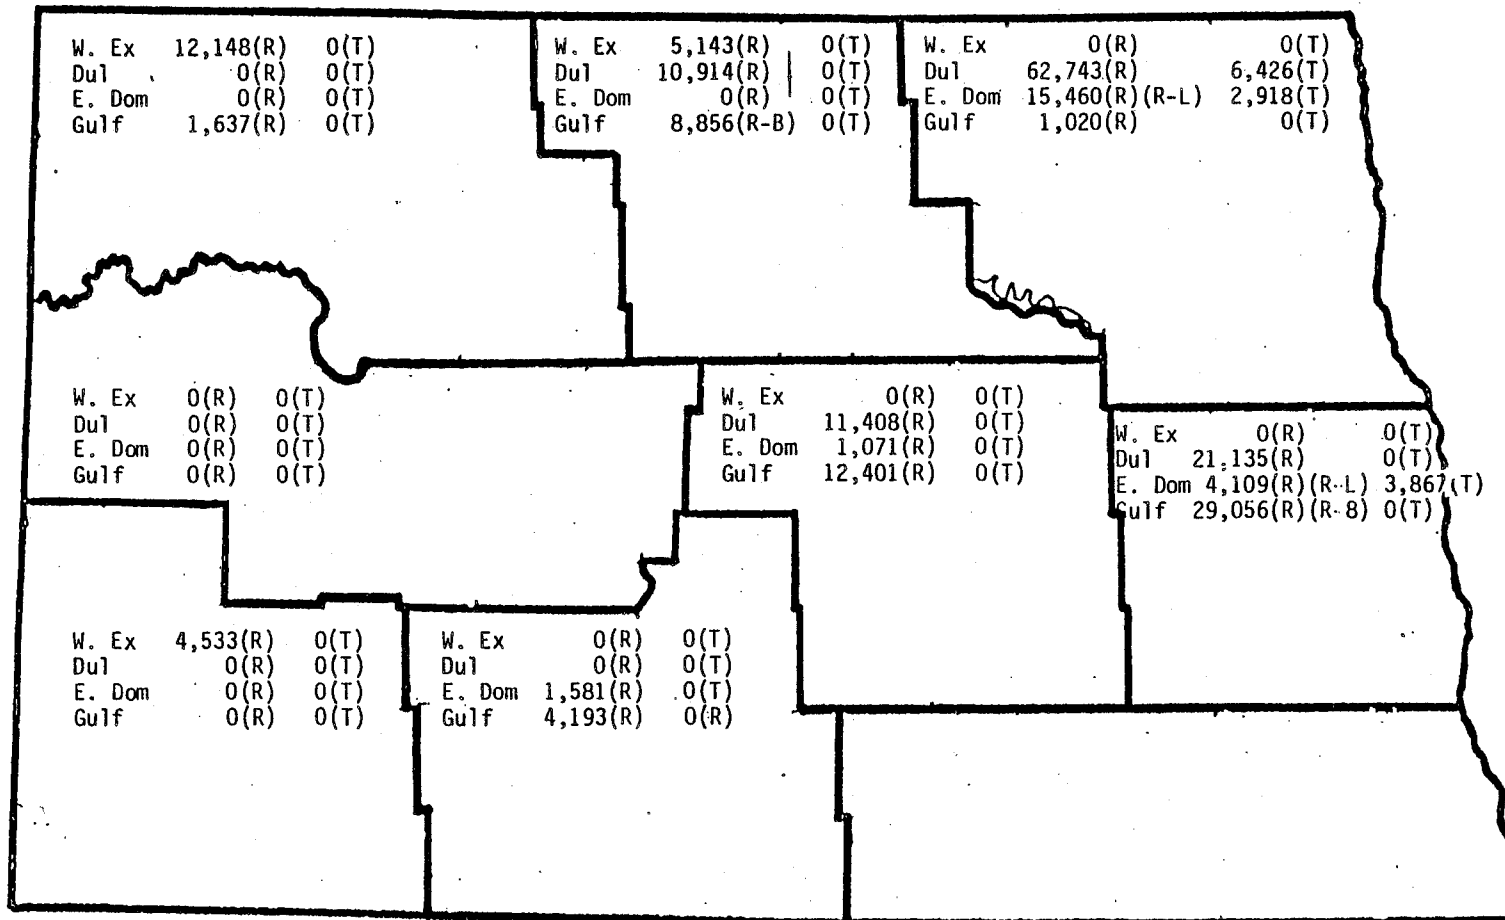 W. Ex 12,148(R) 0(T)
Dul 0(R) 0(T)
E. Dom 0(R) 0(T)
Gulf 1,637(R) 0(T)
W. Ex 5,143(R) 0(T)
Dul 10,914(R) 0(T)
E. Dom 0(R) 0(T)
Gulf 8,856(R-B) 0(T)
W. Ex 0(R) 0(T)
Dul 62,743(R) 6,426(T)
E. Dom 15,460(R)(R-L) 2,918(T)
Gulf 1,020(R) 0(T)
W. Ex 0(R) 0(T)
Dul 0(R) 0(T)
E. Dom 0(R) 0(T)
Gulf 0(R) 0(T)
W. Ex 0(R) 0(T)
Dul 11,408(R) 0(T)
E. Dom 1,071(R) 0(T)
Gulf 12,401(R) 0(T)
W. Ex 0(R) 0(T)
Dul 21,135(R) 0(T)
E. Dom 4,109(R)(R-L) 3,867(T)
Gulf 29,056(R)(R-8) 0(T)
W. Ex 4,533(R) 0(T)
Dul 0(R) 0(T)
E. Dom 0(R) 0(T)
Gulf 0(R) 0(T)
W. Ex 0(R) 0(T)
Dul 0(R) 0(T)
E. Dom 1,581(R) 0(T)
Gulf 4,193(R) 0(R)